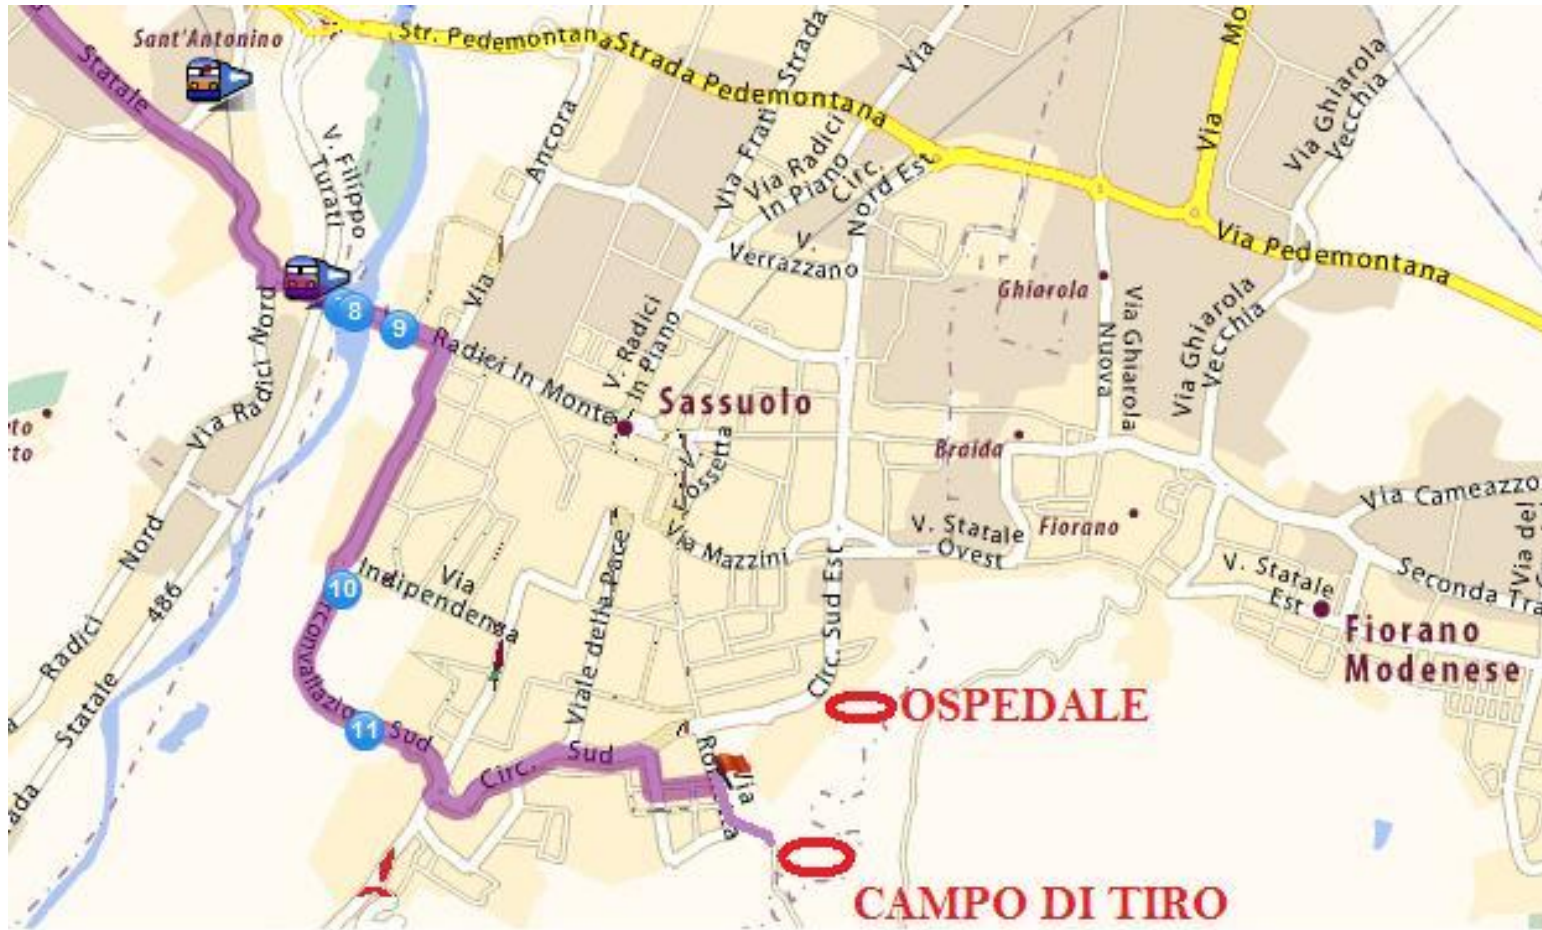 Sant'Antonino
Str. Pedemontana
Strada Pedemontana
Via Frati Strada
Via
Via
Via Ghiarola
Vecchia
Statale
V. Filippo
Turati
Ancora
Via
Via Radici
In Piano
Circ.
Nord Est
Via Pedemontana
V.
Verrazzano
Ghiarola
Via Ghiarola
Nuova
Via Ghiarola
Vecchia
8
9
Via Radici Nord
Radici In Monte
V. Radici
In Piano
Sassuolo
Braida
V.
Fossetta
Via Mazzini
V. Statale
Ovest
Fiorano
Via Cameazzo
Via del
Seconda Tra
V. Statale
Est
Fiorano
Modenese
Radici Nord
Statale 486
10
Via
Indipendenza
Viale della Pace
Circ. Sud Est
11
Sud
Circ. Sud
Via
OSPEDALE
CAMPO DI TIRO